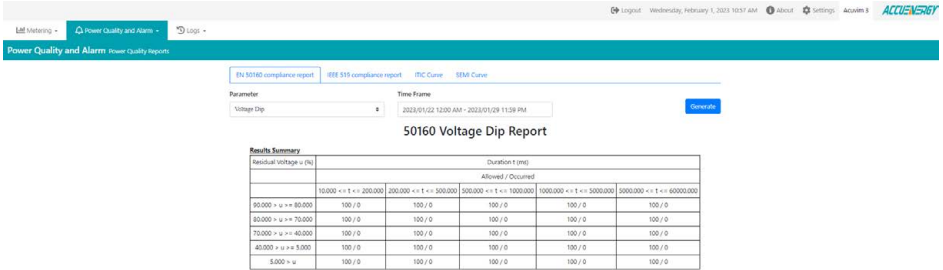 Logout Wednesday, February 1, 2023 10:57 AM About Settings Acuvim 3 ACCUENERGY
Metering Power Quality and Alarm Logs
Power Quality and Alarm Power Quality Reports
EN 50160 compliance report IEEE 519 compliance report ITIC Curve SEMI Curve
Parameter Time Frame
Voltage Dip 2023/01/22 12:00 AM - 2023/01/29 11:59 PM Generate
50160 Voltage Dip Report
Results Summary
Residual Voltage u (%) Duration t (ms)
Allowed / Occurred
10.000 <= t <= 200.000 200.000 <= t <= 500.000 500.000 <= t <= 1000.000 1000.000 <= t <= 5000.000 5000.000 <= t <= 60000.000
90.000 > u >= 80.000 100 / 0 100 / 0 100 / 0 100 / 0 100 / 0
80.000 > u >= 70.000 100 / 0 100 / 0 100 / 0 100 / 0 100 / 0
70.000 > u >= 40.000 100 / 0 100 / 0 100 / 0 100 / 0 100 / 0
40.000 > u >= 5.000 100 / 0 100 / 0 100 / 0 100 / 0 100 / 0
5.000 > u 100 / 0 100 / 0 100 / 0 100 / 0 100 / 0